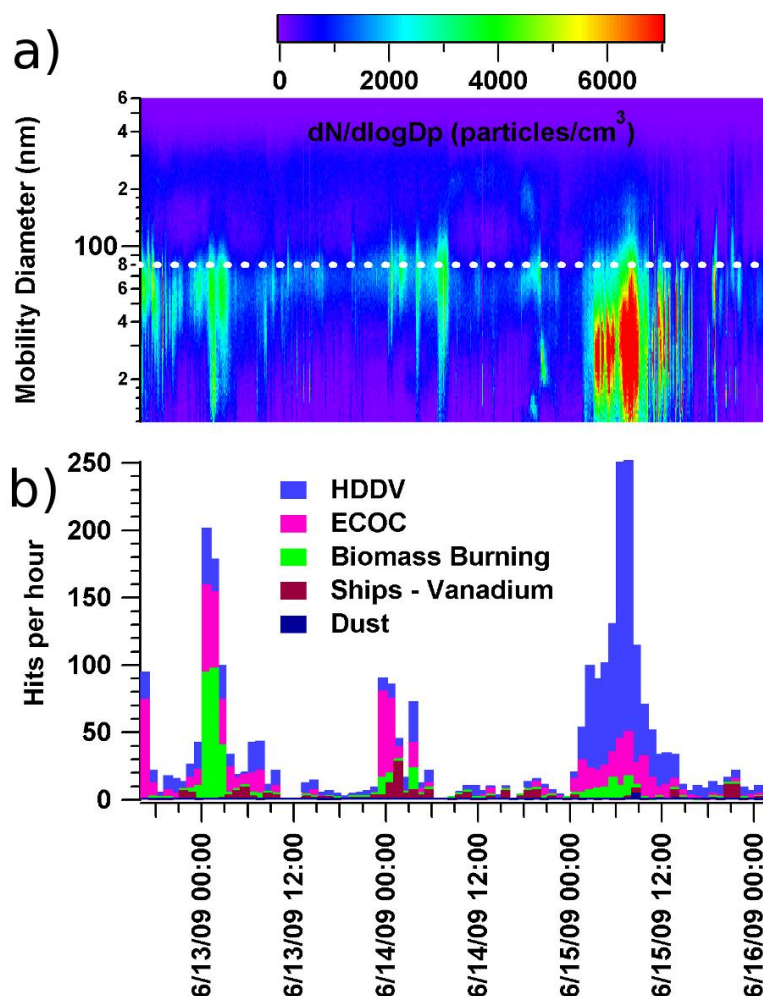 a)
0 2000 4000 6000
dN/dlogDp (particles/cm³)
Mobility Diameter (nm)
6
4
2
100
8
6
4
2
b)
Hits per hour
250
200
150
100
50
0
HDDV
ECOC
Biomass Burning
Ships - Vanadium
Dust
6/13/09 00:00
6/13/09 12:00
6/14/09 00:00
6/14/09 12:00
6/15/09 00:00
6/15/09 12:00
6/16/09 00:00